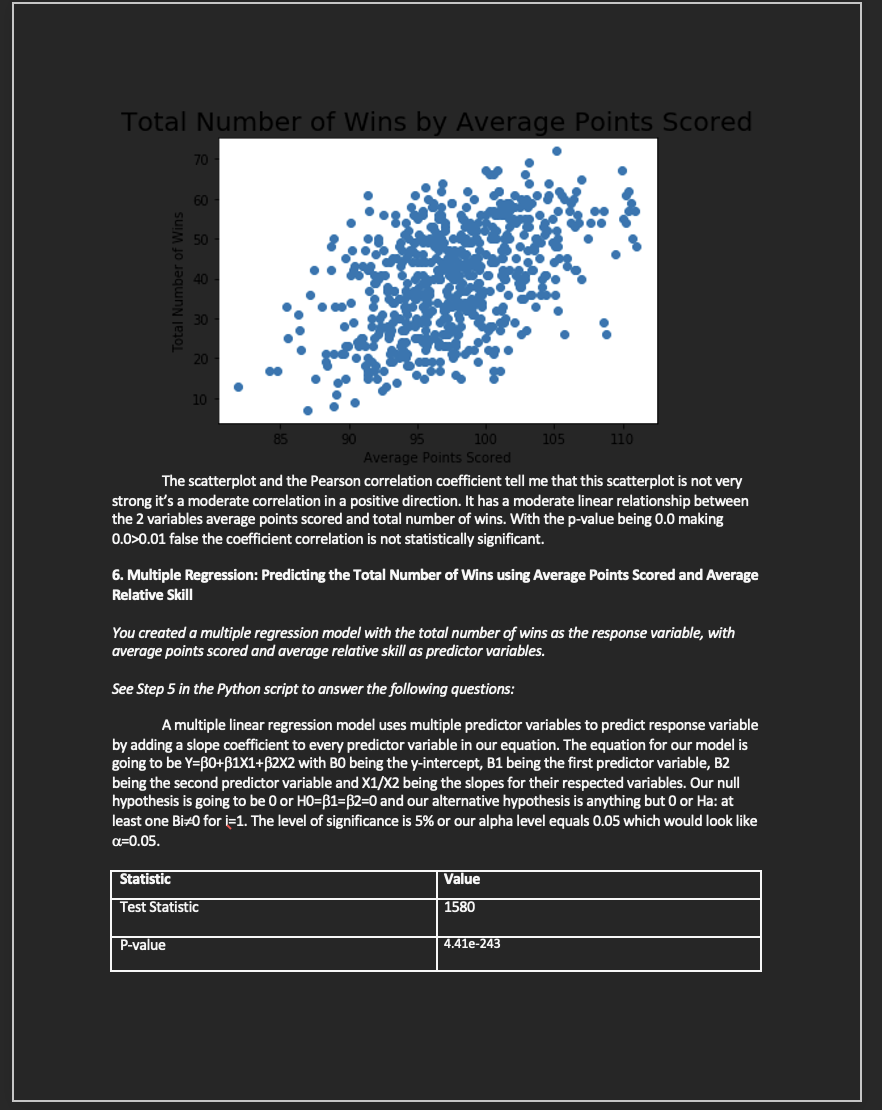 Total Number of Wins by Average Points Scored
70
60
50
40
30
20
10
Total Number of Wins
85 90 95 100 105 110
Average Points Scored
The scatterplot and the Pearson correlation coefficient tell me that this scatterplot is not very
strong it’s a moderate correlation in a positive direction. It has a moderate linear relationship between
the 2 variables average points scored and total number of wins. With the p-value being 0.0 making
0.0>0.01 false the coefficient correlation is not statistically significant.
6. Multiple Regression: Predicting the Total Number of Wins using Average Points Scored and Average
Relative Skill
You created a multiple regression model with the total number of wins as the response variable, with
average points scored and average relative skill as predictor variables.
See Step 5 in the Python script to answer the following questions:
A multiple linear regression model uses multiple predictor variables to predict response variable
by adding a slope coefficient to every predictor variable in our equation. The equation for our model is
going to be Y=β0+β1X1+β2X2 with B0 being the y-intercept, B1 being the first predictor variable, B2
being the second predictor variable and X1/X2 being the slopes for their respected variables. Our null
hypothesis is going to be 0 or H0=β1=β2=0 and our alternative hypothesis is anything but 0 or Ha: at
least one Bi≠0 for i=1. The level of significance is 5% or our alpha level equals 0.05 which would look like
α=0.05.
Statistic Value
Test Statistic 1580
P-value 4.41e-243